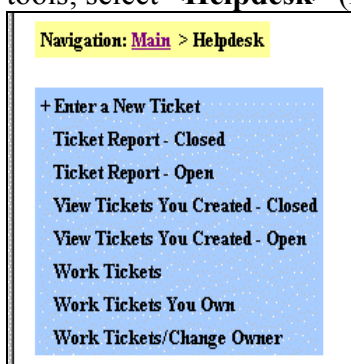 tools, select
Navigation: Main > Helpdesk
+ Enter a New Ticket
Ticket Report - Closed
Ticket Report - Open
View Tickets You Created - Closed
View Tickets You Created - Open
Work Tickets
Work Tickets You Own
Work Tickets/Change Owner